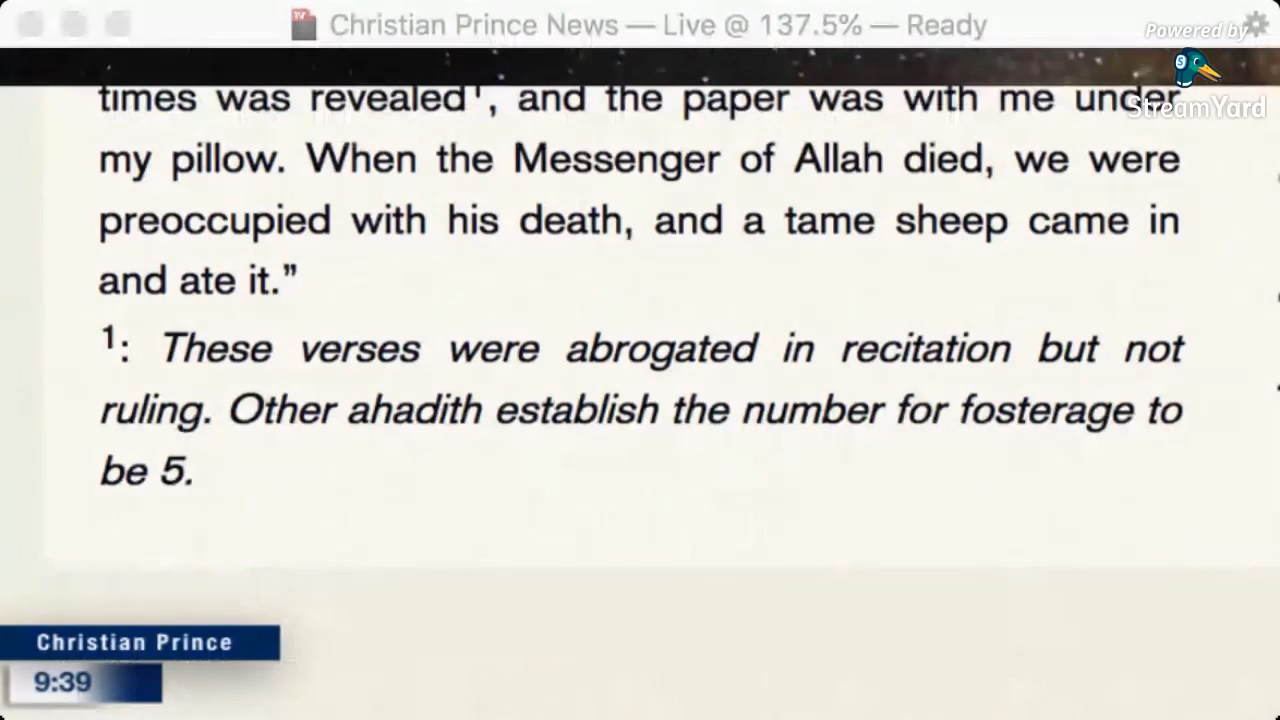 Christian Prince News — Live @ 137.5% — Ready
Powered by
StreamYard
times was revealed¹, and the paper was with me under
my pillow. When the Messenger of Allah died, we were
preoccupied with his death, and a tame sheep came in
and ate it.”
¹: These verses were abrogated in recitation but not
ruling. Other ahadith establish the number for fosterage to
be 5.
Christian Prince
9:39